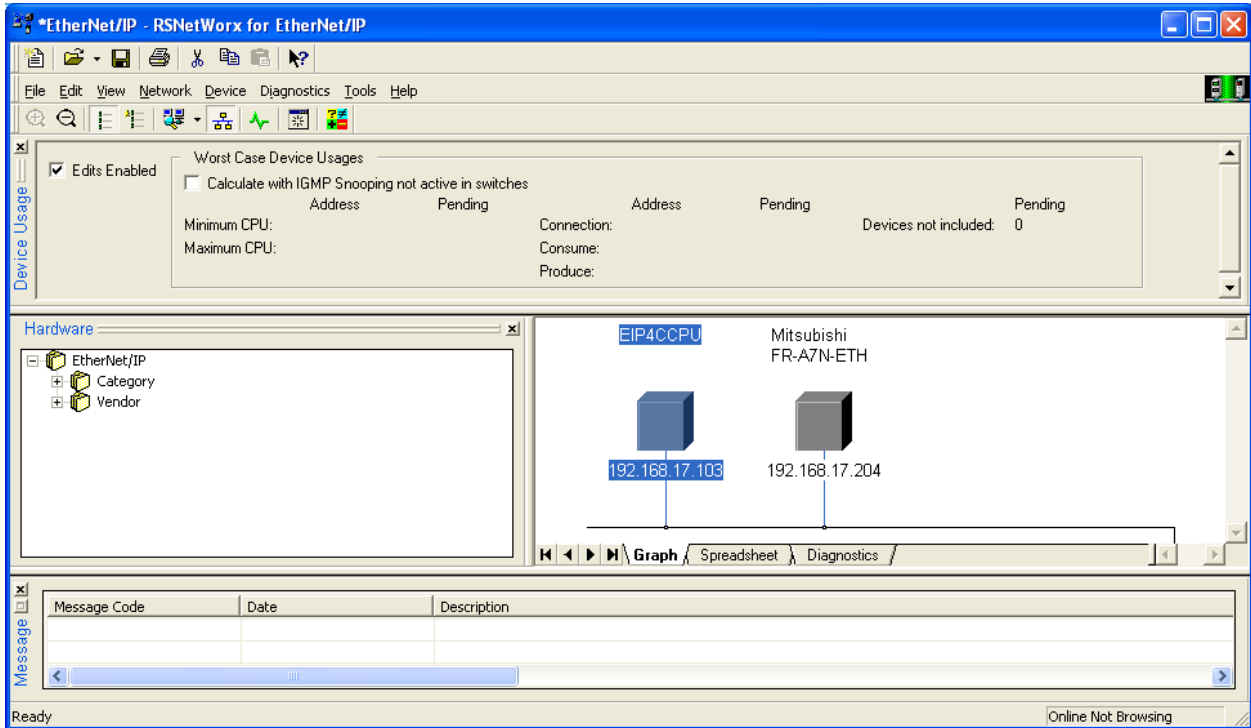 *EtherNet/IP - RSNetWorx for EtherNet/IP
File Edit View Network Device Diagnostics Tools Help
Device Usage
Edits Enabled
Worst Case Device Usages
Calculate with IGMP Snooping not active in switches
Address Pending Address Pending Pending
Minimum CPU: Connection: Devices not included: 0
Maximum CPU: Consume:
Produce:
Hardware
EtherNet/IP
Category
Vendor
EIP4CCPU
Mitsubishi
FR-A7N-ETH
192.168.17.103 192.168.17.204
Graph Spreadsheet Diagnostics
Message
Message Code Date Description
Ready Online Not Browsing